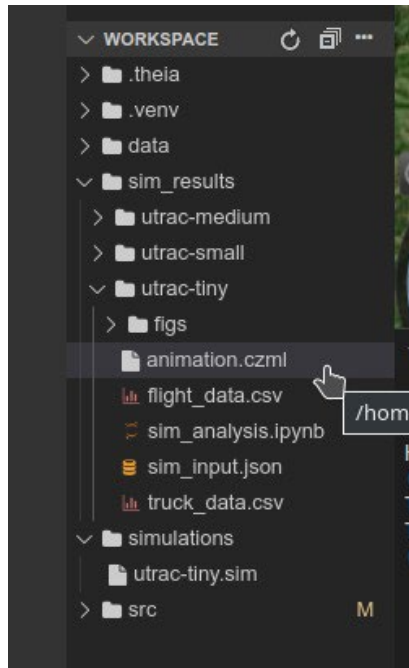 WORKSPACE
.theia
.venv
data
sim_results
utrac-medium
utrac-small
utrac-tiny
figs
animation.czml
flight_data.csv
/hom
sim_analysis.ipynb
sim_input.json
truck_data.csv
simulations
utrac-tiny.sim
src M